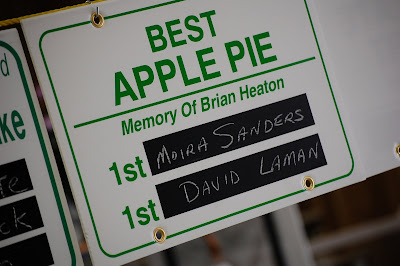 BEST
APPLE PIE
Memory Of Brian Heaton
1st MOIRA SANDERS
1st DAVID LAMAN